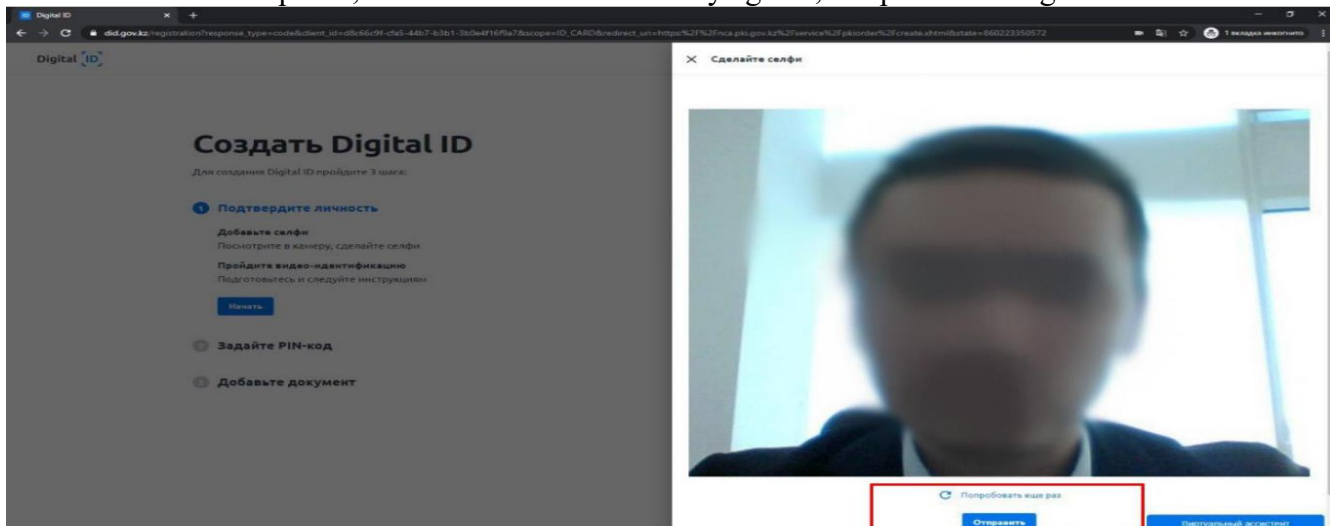 Digital ID
did.gov.kz/registration?response_type=code&client_id=d8c66c9f-cfa5-44b7-b3b1-3b0e4f16f9a7&scope=ID_CARD&redirect_uri=https:%2F%2Fnca.pki.gov.kz%2Fservice%2Fpkiorder%2Fcreate.xhtml&state=860223350572
1 вкладка инкогнито
Digital [ID]
Сделайте селфи
Создать Digital ID
Для создания Digital ID пройдите 3 шага:
1 Подтвердите личность
Добавьте селфи
Посмотрите в камеру, сделайте селфи
Пройдите видео-идентификацию
Подготовьтесь и следуйте инструкциям
Начать
2 Задайте PIN-код
3 Добавьте документ
Попробовать еще раз
Отправить
Виртуальный ассистент